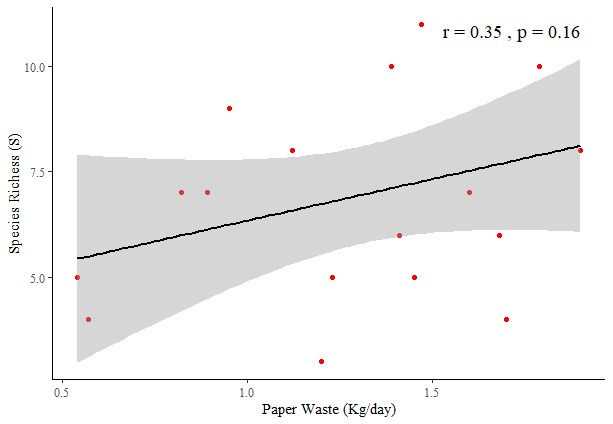 r = 0.35 , p = 0.16
10.0
7.5
5.0
Species Richess (S)
0.5 1.0 1.5
Paper Waste (Kg/day)